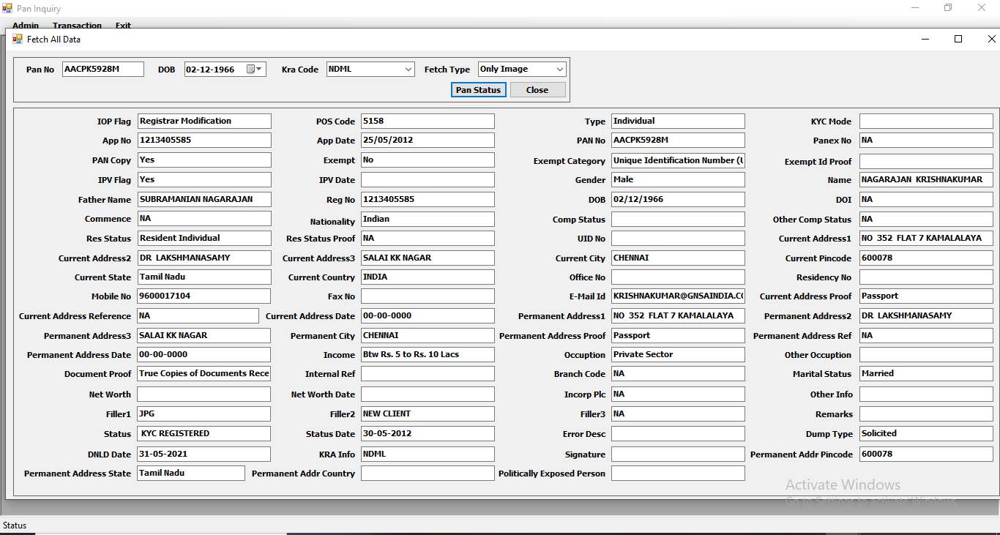 Pan Inquiry
Admin Transaction Exit
Fetch All Data
Pan No AACPK5928M DOB 02-12-1966 Kra Code NDML Fetch Type Only Image
Pan Status Close
IOP Flag Registrar Modification POS Code 5158 Type Individual KYC Mode
App No 1213405585 App Date 25/05/2012 PAN No AACPK5928M Panex No NA
PAN Copy Yes Exempt No Exempt Category Unique Identification Number (U Exempt Id Proof
IPV Flag Yes IPV Date Gender Male Name NAGARAJAN KRISHNAKUMAR
Father Name SUBRAMANIAN NAGARAJAN Reg No 1213405585 DOB 02/12/1966 DOI NA
Commence NA Nationality Indian Comp Status Other Comp Status NA
Res Status Resident Individual Res Status Proof NA UID No Current Address1 NO 352 FLAT 7 KAMALALAYA
Current Address2 DR LAKSHMANASAMY Current Address3 SALAI KK NAGAR Current City CHENNAI Current Pincode 600078
Current State Tamil Nadu Current Country INDIA Office No Residency No
Mobile No 9600017104 Fax No E-Mail Id KRISHNAKUMAR@GNSAINDIA.CO Current Address Proof Passport
Current Address Reference NA Current Address Date 00-00-0000 Permanent Address1 NO 352 FLAT 7 KAMALALAYA Permanent Address2 DR LAKSHMANASAMY
Permanent Address3 SALAI KK NAGAR Permanent City CHENNAI Permanent Address Proof Passport Permanent Address Ref NA
Permanent Address Date 00-00-0000 Income Btw Rs. 5 to Rs. 10 Lacs Occuption Private Sector Other Occuption
Document Proof True Copies of Documents Rece Internal Ref Branch Code NA Marital Status Married
Net Worth Net Worth Date Incorp Plc NA Other Info
Filler1 JPG Filler2 NEW CLIENT Filler3 NA Remarks
Status KYC REGISTERED Status Date 30-05-2012 Error Desc Dump Type Solicited
DNLD Date 31-05-2021 KRA Info NDML Signature Permanent Addr Pincode 600078
Permanent Address State Tamil Nadu Permanent Addr Country Politically Exposed Person
Activate Windows
Go to Settings to activate Windows.
Status